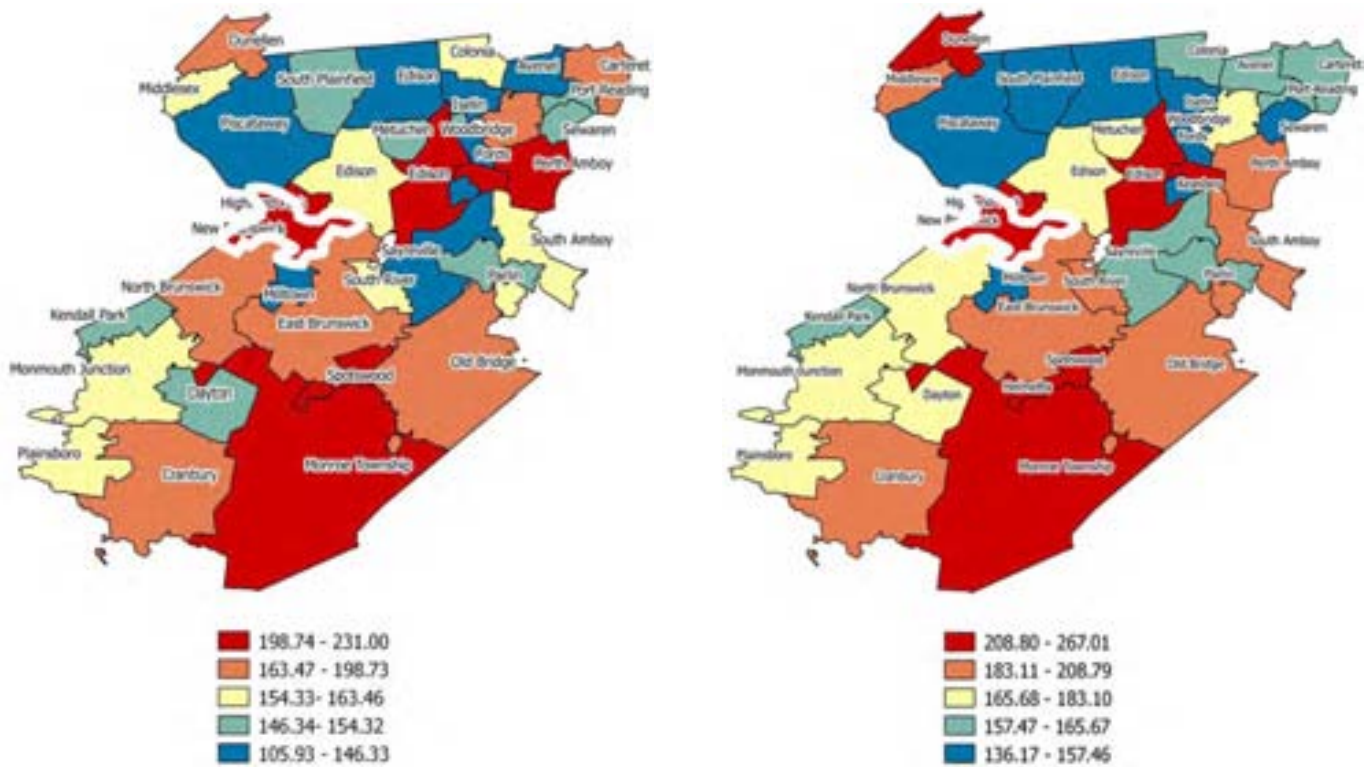 Dunellen
Colonia
Edison
Avenel
Carteret
South Plainfield
Middlesex
Port Reading
Iselin
Piscataway
Metuchen
Woodbridge
Sewaren
Fords
Perth Amboy
Edison
Edison
South Amboy
Sayreville
Parlin
South River
North Brunswick
Milltown
Kendall Park
East Brunswick
Monmouth Junction
Old Bridge
Spotswood
Dayton
Plainsboro
Cranbury
Monroe Township
198.74 - 231.00
163.47 - 198.73
154.33- 163.46
146.34- 154.32
105.93 - 146.33
Dunellen
Colonia
Avenel
Carteret
Middlesex
South Plainfield
Edison
Port Reading
Iselin
Piscataway
Woodbridge
Sewaren
Metuchen
Fords
Perth Amboy
Edison
Edison
Keasbey
South Amboy
Sayreville
Parlin
Milltown
South River
North Brunswick
East Brunswick
Kendall Park
Spotswood
Old Bridge
Monmouth Junction
Helmetta
Dayton
Plainsboro
Cranbury
Monroe Township
208.80 - 267.01
183.11 - 208.79
165.68 - 183.10
157.47 - 165.67
136.17 - 157.46